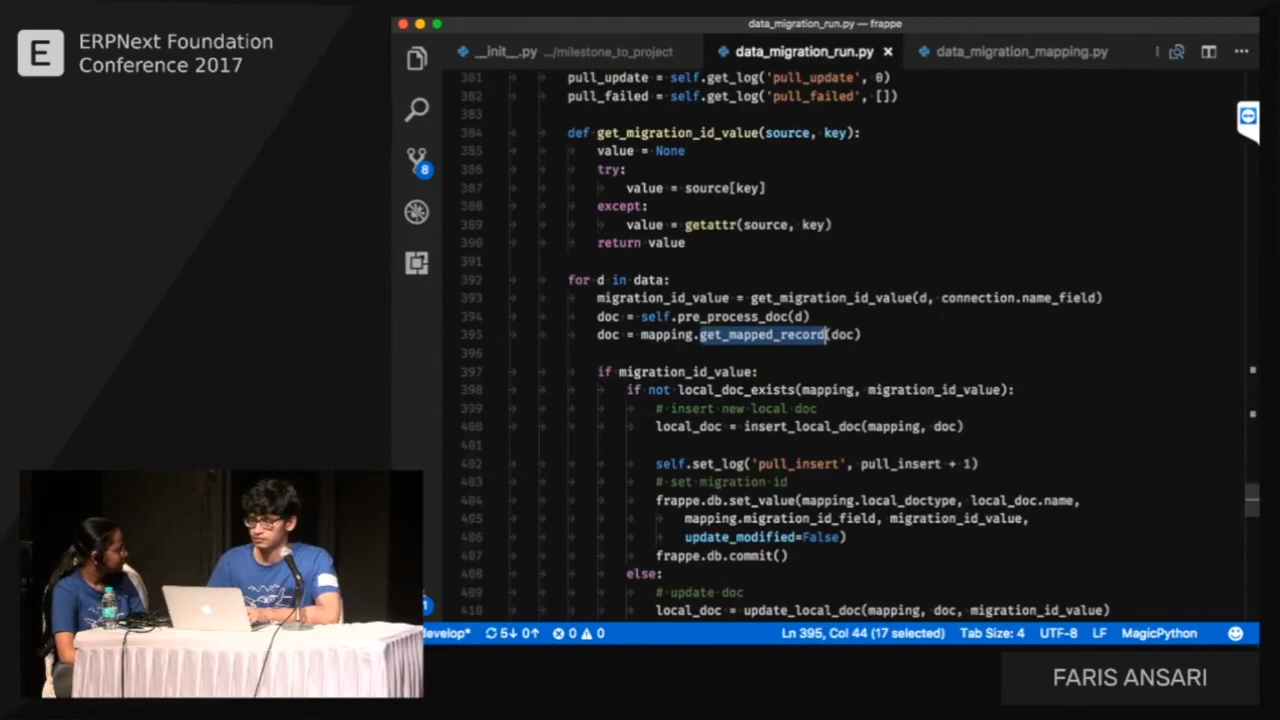 E
ERPNext Foundation
Conference 2017
data_migration_run.py — frappe
__init__.py .../milestone_to_project
data_migration_run.py
data_migration_mapping.py
381 pull_update = self.get_log('pull_update', 0)
382 pull_failed = self.get_log('pull_failed', [])
383
384 def get_migration_id_value(source, key):
385 value = None
386 try:
387 value = source[key]
388 except:
389 value = getattr(source, key)
390 return value
391
392 for d in data:
393 migration_id_value = get_migration_id_value(d, connection.name_field)
394 doc = self.pre_process_doc(d)
395 doc = mapping.get_mapped_record(doc)
396
397 if migration_id_value:
398 if not local_doc_exists(mapping, migration_id_value):
399 # insert new local doc
400 local_doc = insert_local_doc(mapping, doc)
401
402 self.set_log('pull_insert', pull_insert + 1)
403 # set migration id
404 frappe.db.set_value(mapping.local_doctype, local_doc.name,
405 mapping.migration_id_field, migration_id_value,
406 update_modified=False)
407 frappe.db.commit()
408 else:
409 # update doc
410 local_doc = update_local_doc(mapping, doc, migration_id_value)
8
1
develop* 5↓ 0↑ 0 0 Ln 395, Col 44 (17 selected) Tab Size: 4 UTF-8 LF MagicPython
FARIS ANSARI